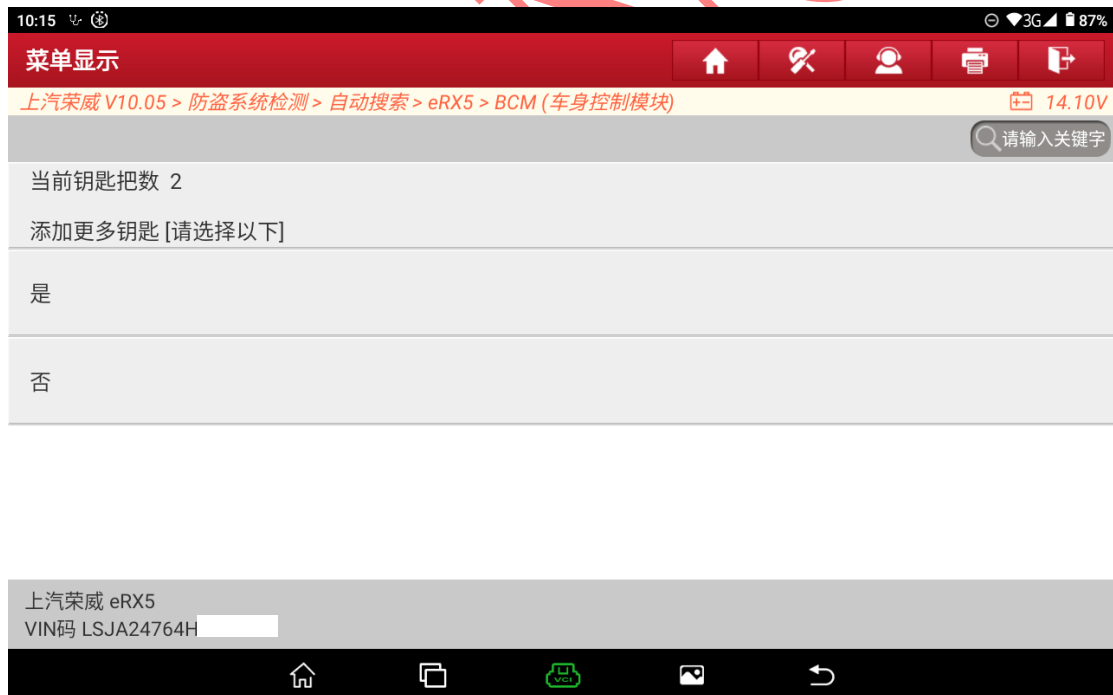 10:15
3G 87%
菜单显示
上汽荣威 V10.05 > 防盗系统检测 > 自动搜索 > eRX5 > BCM (车身控制模块)
14.10V
请输入关键字
当前钥匙把数 2
添加更多钥匙 [请选择以下]
是
否
上汽荣威 eRX5
VIN码 LSJA24764H
VCI